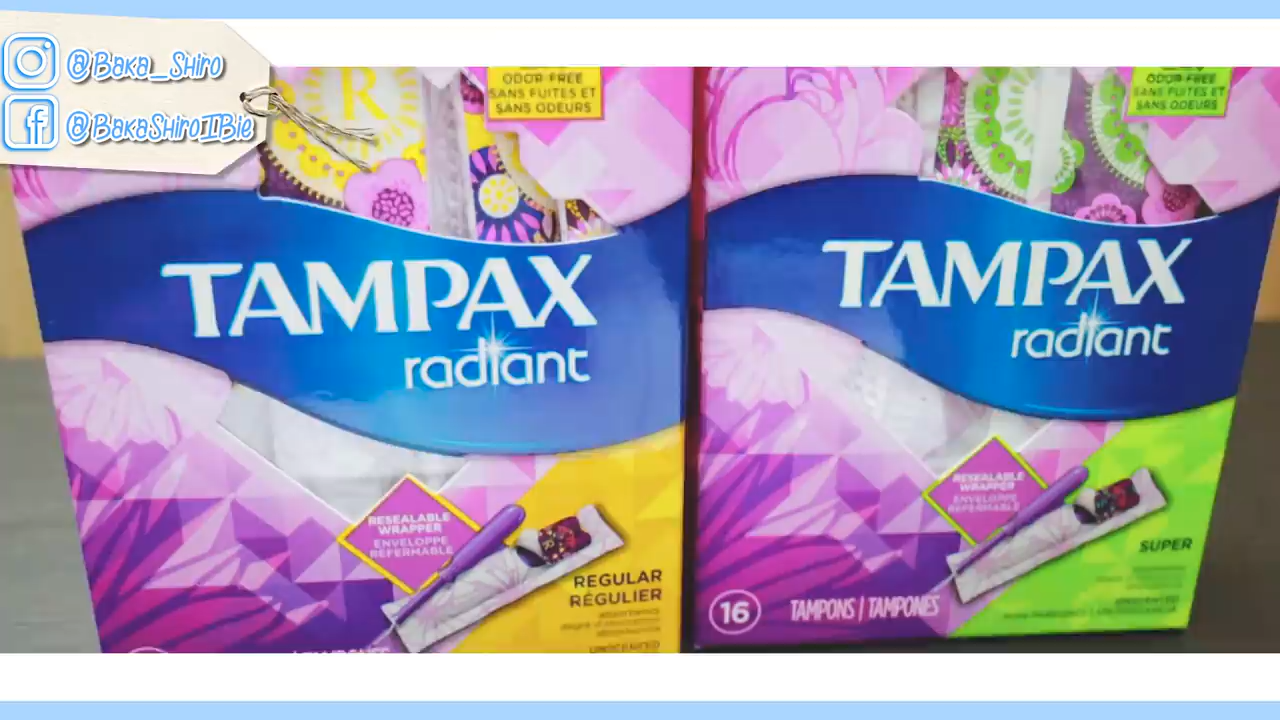 @Baka_Shiro
@BakaShiroTBie
R
ODOR FREE
SANS FUITES ET
SANS ODEURS
TAMPAX
radiant
RESEALABLE
WRAPPER
ENVELOPPE
REFERMABLE
REGULAR
RÉGULIER
ODOR FREE
SANS FUITES ET
SANS ODEURS
TAMPAX
radiant
RESEALABLE
WRAPPER
ENVELOPPE
REFERMABLE
SUPER
16 TAMPONS | TAMPONES